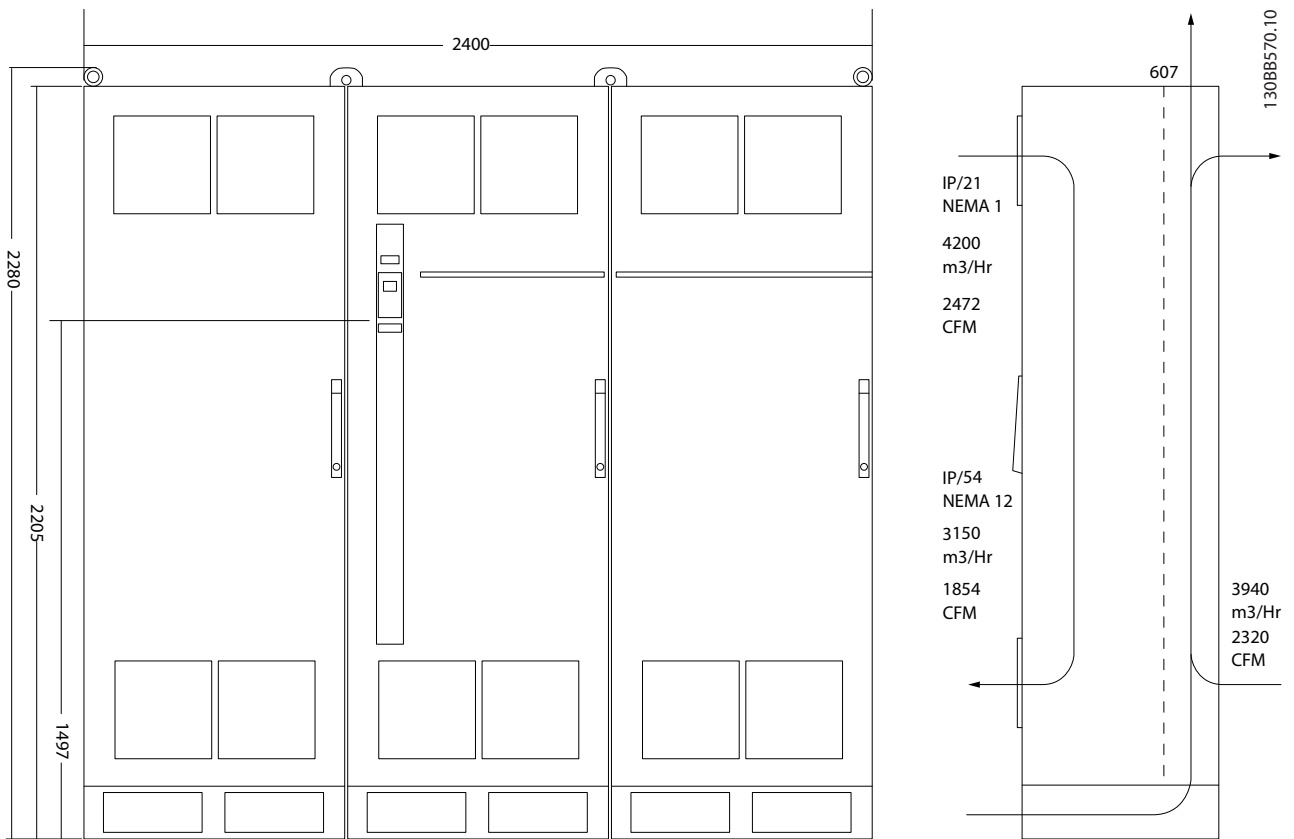 2400
2280
2205
1497
607
130BB570.10
IP/21
NEMA 1
4200
m3/Hr
2472
CFM
IP/54
NEMA 12
3150
m3/Hr
1854
CFM
3940
m3/Hr
2320
CFM